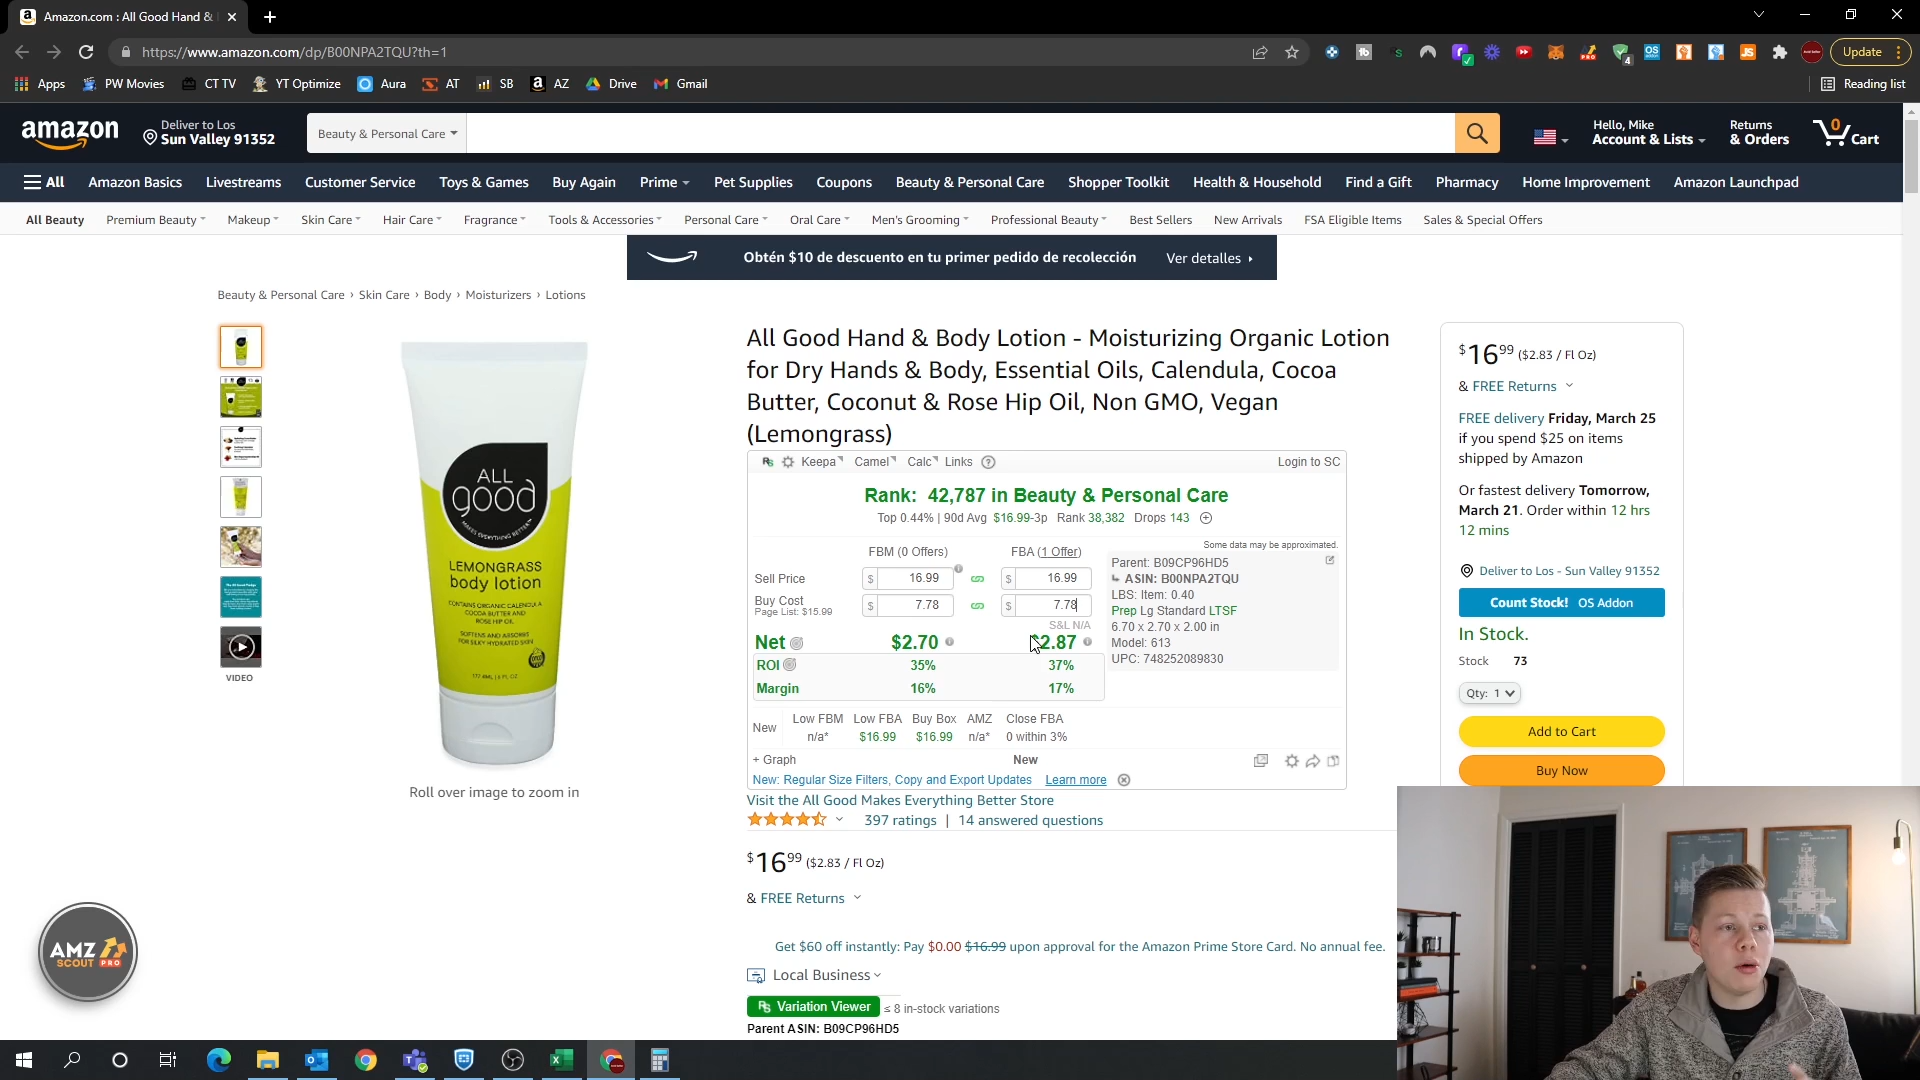 Amazon.com : All Good Hand &
https://www.amazon.com/dp/B00NPA2TQU?th=1
Update
Apps PW Movies CT TV YT Optimize Aura AT SB AZ Drive Gmail Reading list
amazon
Deliver to Los
Sun Valley 91352
Beauty & Personal Care
Hello, Mike
Account & Lists
Returns
& Orders
0
Cart
All Amazon Basics Livestreams Customer Service Toys & Games Buy Again Prime Pet Supplies Coupons Beauty & Personal Care Shopper Toolkit Health & Household Find a Gift Pharmacy Home Improvement Amazon Launchpad
All Beauty Premium Beauty Makeup Skin Care Hair Care Fragrance Tools & Accessories Personal Care Oral Care Men's Grooming Professional Beauty Best Sellers New Arrivals FSA Eligible Items Sales & Special Offers
Obtén $10 de descuento en tu primer pedido de recolección Ver detalles ›
Beauty & Personal Care › Skin Care › Body › Moisturizers › Lotions
ALL
good
MAKES EVERYTHING BETTER
LEMONGRASS
body lotion
CONTAINS ORGANIC CALENDULA
COCOA BUTTER AND
ROSE HIP OIL
VIDEO
Roll over image to zoom in
All Good Hand & Body Lotion - Moisturizing Organic Lotion
for Dry Hands & Body, Essential Oils, Calendula, Cocoa
Butter, Coconut & Rose Hip Oil, Non GMO, Vegan
(Lemongrass)
Keepa Camel Calc Links Login to SC
Rank: 42,787 in Beauty & Personal Care
Top 0.44% | 90d Avg $16.99-3p Rank 38,382 Drops 143
Some data may be approximated.
FBM (0 Offers) FBA (1 Offer)
Sell Price $ 16.99 $ 16.99
Buy Cost $ 7.78 $ 7.78
Page List: $15.99
S&L N/A
Net $2.70 $2.87
ROI 35% 37%
Margin 16% 17%
Parent: B09CP96HD5
ASIN: B00NPA2TQU
LBS: Item: 0.40
Prep Lg Standard LTSF
6.70 x 2.70 x 2.00 in
Model: 613
UPC: 748252089830
Low FBM Low FBA Buy Box AMZ Close FBA
New n/a* $16.99 $16.99 n/a* 0 within 3%
+ Graph New
New: Regular Size Filters, Copy and Export Updates Learn more
Visit the All Good Makes Everything Better Store
397 ratings | 14 answered questions
$16.99 ($2.83 / Fl Oz)
& FREE Returns
Get $60 off instantly: Pay $0.00 $16.99 upon approval for the Amazon Prime Store Card. No annual fee.
Local Business
Variation Viewer ≤ 8 in-stock variations
Parent ASIN: B09CP96HD5
$16.99 ($2.83 / Fl Oz)
& FREE Returns
FREE delivery Friday, March 25
if you spend $25 on items
shipped by Amazon
Or fastest delivery Tomorrow,
March 21. Order within 12 hrs
12 mins
Deliver to Los - Sun Valley 91352
Count Stock! OS Addon
In Stock.
Stock 73
Qty: 1
Add to Cart
Buy Now
AMZ
SCOUT PRO